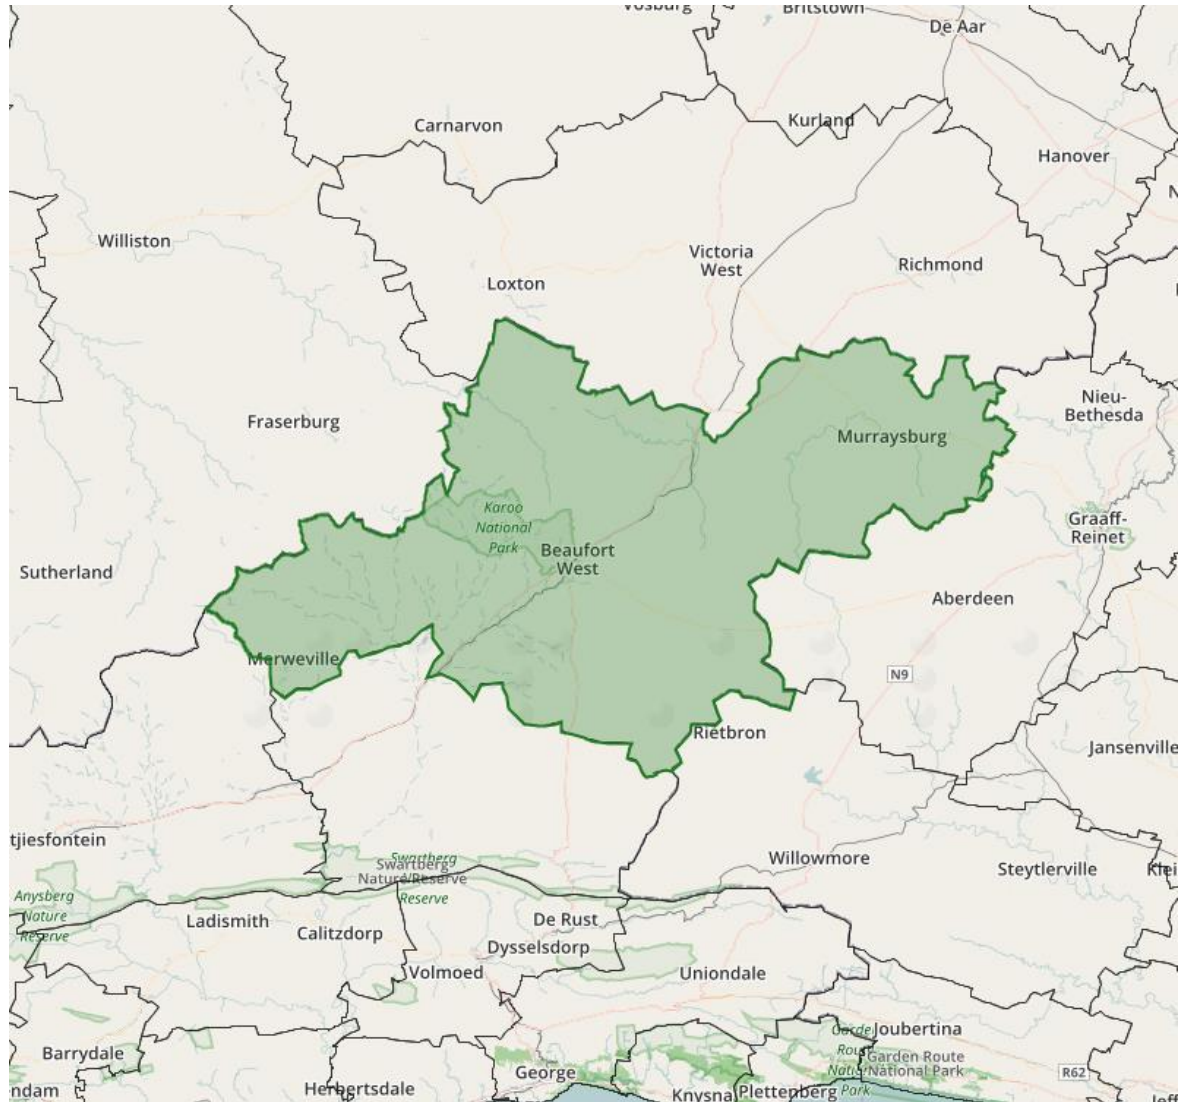 Vosburg
Britstown
De Aar
Carnarvon
Kurland
Hanover
N
Williston
Victoria
West
Richmond
Loxton
Fraserburg
Nieu-
Bethesda
Murraysburg
Karoo
National
Park
Graaff-
Reinet
Beaufort
West
Sutherland
Aberdeen
Merweville
N9
Rietbron
Jansenville
tjiesfontein
Willowmore
Steytlerville
Klei
Swartberg
Reserve
Swartberg
Nature Reserve
Anysberg
Nature
Reserve
Ladismith
Calitzdorp
De Rust
Dysselsdorp
Volmoed
Uniondale
Joubertina
Garden Route
National Park
Barrydale
George
R62
endam
Herbertsdale
Knysna
Plettenberg
Park